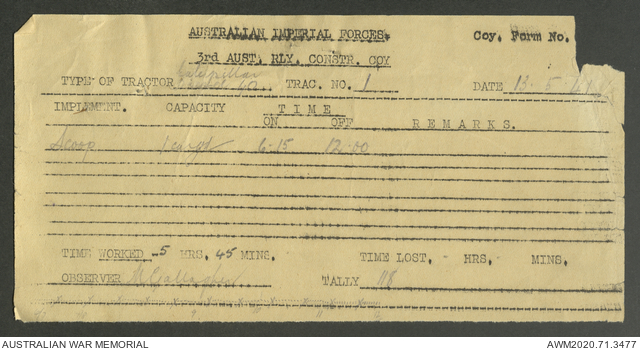 AUSTRALIAN IMPERIAL FORCES. Coy. Form No.
3rd AUST. RLY. CONSTR. COY
TYPE OF TRACTOR Caterpillar TRAC. NO. 1 DATE 13. 5.
IMPLEMENT. CAPACITY TIME
ON OFF REMARKS.
Scoop 6-15 12-00
TIME WORKED 5 HRS, 45 MINS. TIME LOST. HRS. MINS.
OBSERVER M Gallagher TALLY 118
AUSTRALIAN WAR MEMORIAL AWM2020.71.3477